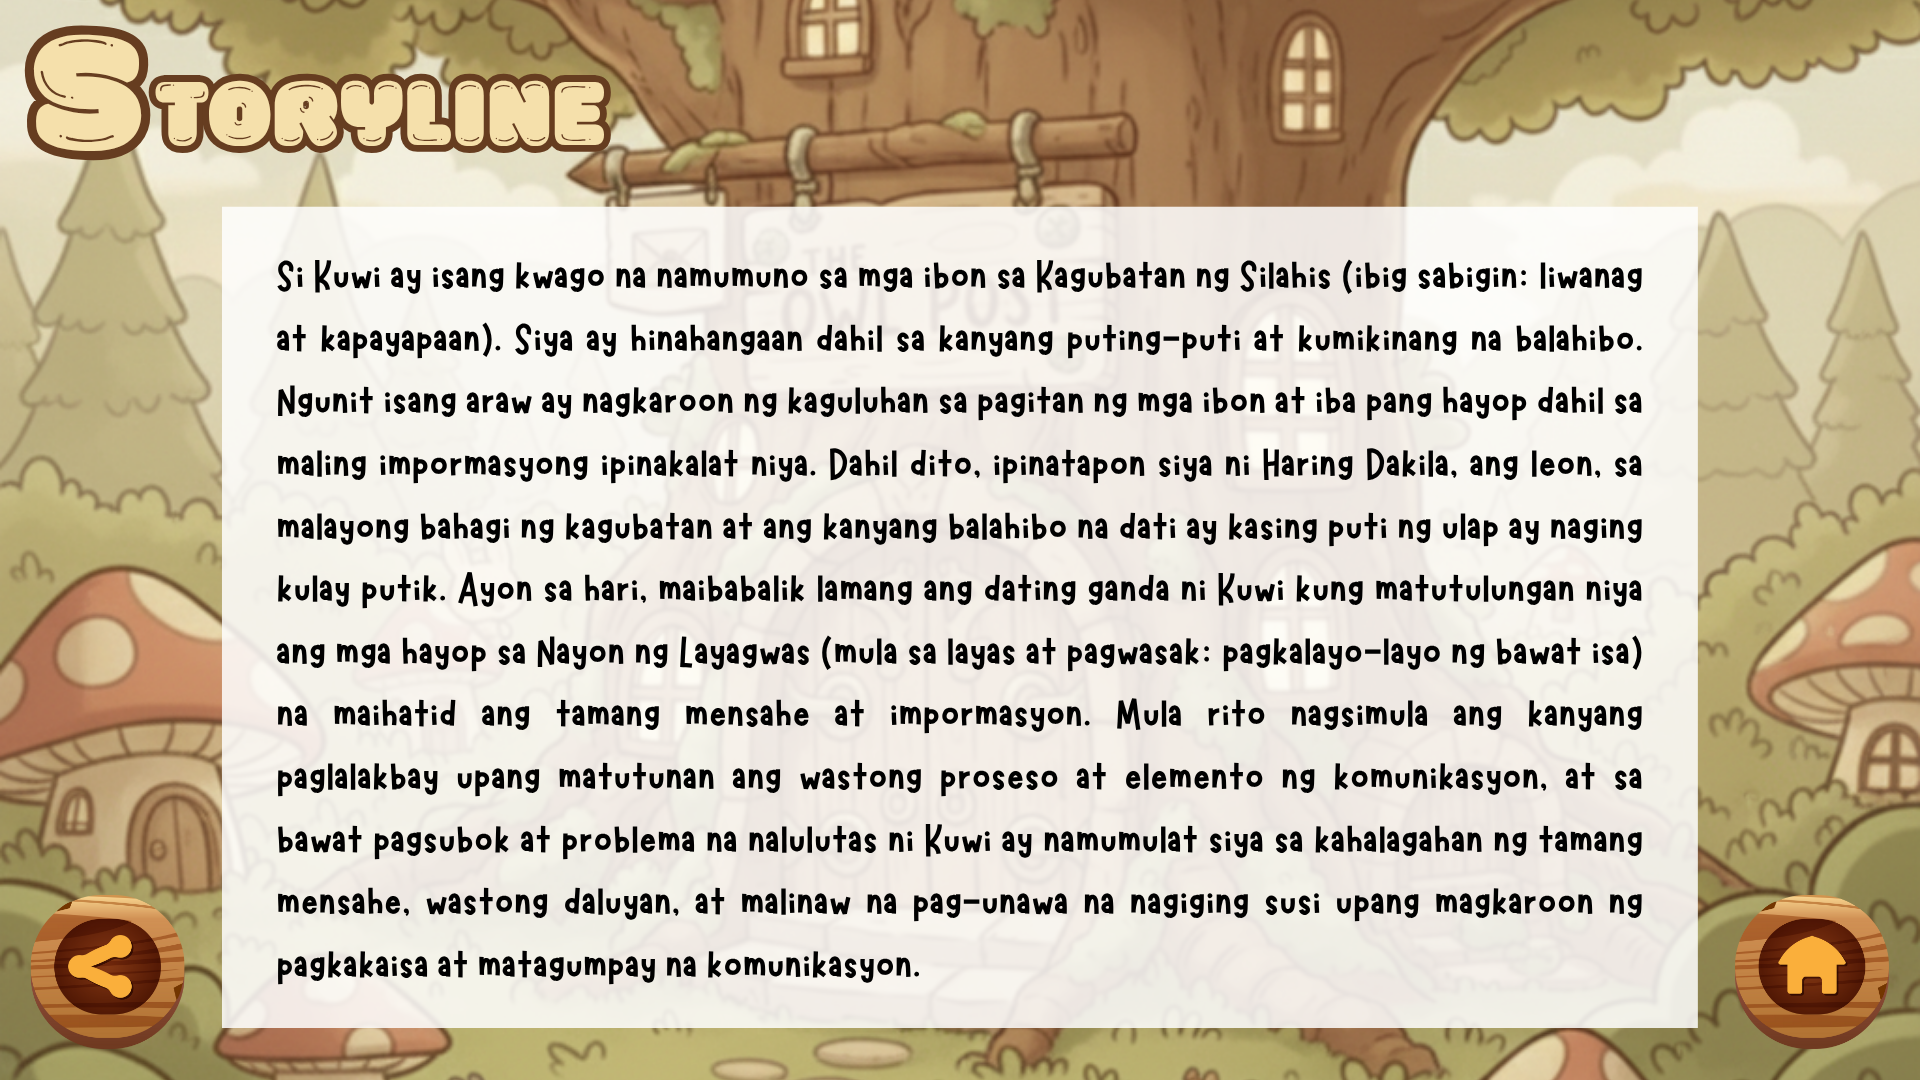 STORYLINE
THE
OWL POST
Si Kuwi ay isang kwago na namumuno sa mga ibon sa Kagubatan ng Silahis (ibig sabigin: liwanag
at kapayapaan). Siya ay hinahangaan dahil sa kanyang puting-puti at kumikinang na balahibo.
Ngunit isang araw ay nagkaroon ng kaguluhan sa pagitan ng mga ibon at iba pang hayop dahil sa
maling impormasyong ipinakalat niya. Dahil dito, ipinatapon siya ni Haring Dakila, ang leon, sa
malayong bahagi ng kagubatan at ang kanyang balahibo na dati ay kasing puti ng ulap ay naging
kulay putik. Ayon sa hari, maibabalik lamang ang dating ganda ni Kuwi kung matutulungan niya
ang mga hayop sa Nayon ng Layagwas (mula sa layas at pagwasak: pagkalayo-layo ng bawat isa)
na maihatid ang tamang mensahe at impormasyon. Mula rito nagsimula ang kanyang
paglalakbay upang matutunan ang wastong proseso at elemento ng komunikasyon, at sa
bawat pagsubok at problema na nalulutas ni Kuwi ay namumulat siya sa kahalagahan ng tamang
mensahe, wastong daluyan, at malinaw na pag-unawa na nagiging susi upang magkaroon ng
pagkakaisa at matagumpay na komunikasyon.